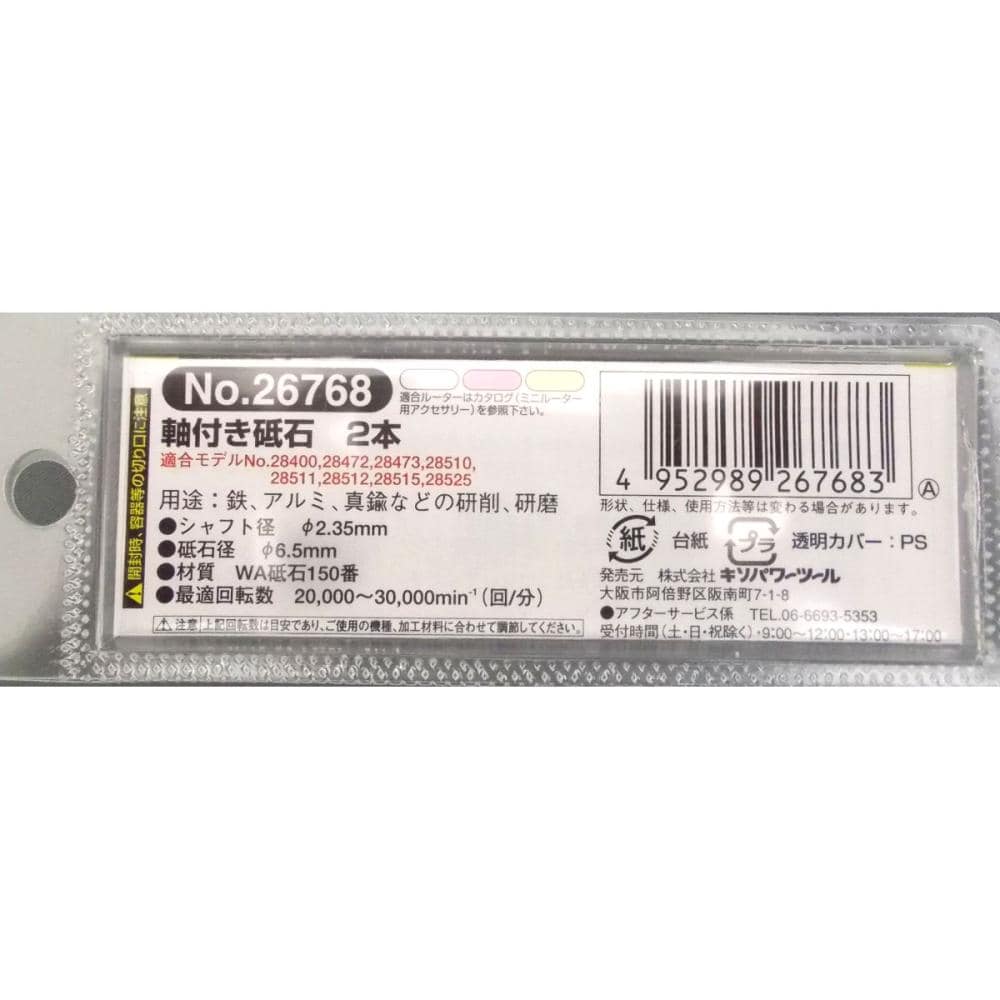 ⚠開封時、容器等の切り口に注意
No.26768
適合ルーターはカタログ(ミニルーター
用アクセサリー)を参照下さい。
軸付き砥石 2本
適合モデルNo.28400,28472,28473,28510,
28511,28512,28515,28525
用途:鉄、アルミ、真鍮などの研削、研磨
●シャフト径 φ2.35mm
●砥石径 φ6.5mm
●材質 WA砥石150番
●最適回転数 20,000〜30,000min⁻¹(回/分)
⚠注意 上記回転数は目安であり、ご使用の機種、加工材料に合わせて調節してください。
4 952989 267683 Ⓐ
形状、仕様、使用方法等は変わる場合があります。
紙 台紙 プラ 透明カバー:PS
発売元 株式会社 キソパワーツール
大阪市阿倍野区阪南町7-1-8
●アフターサービス係 TEL.06-6693-5353
受付時間(土・日・祝除く)・9:00〜12:00・13:00〜17:00